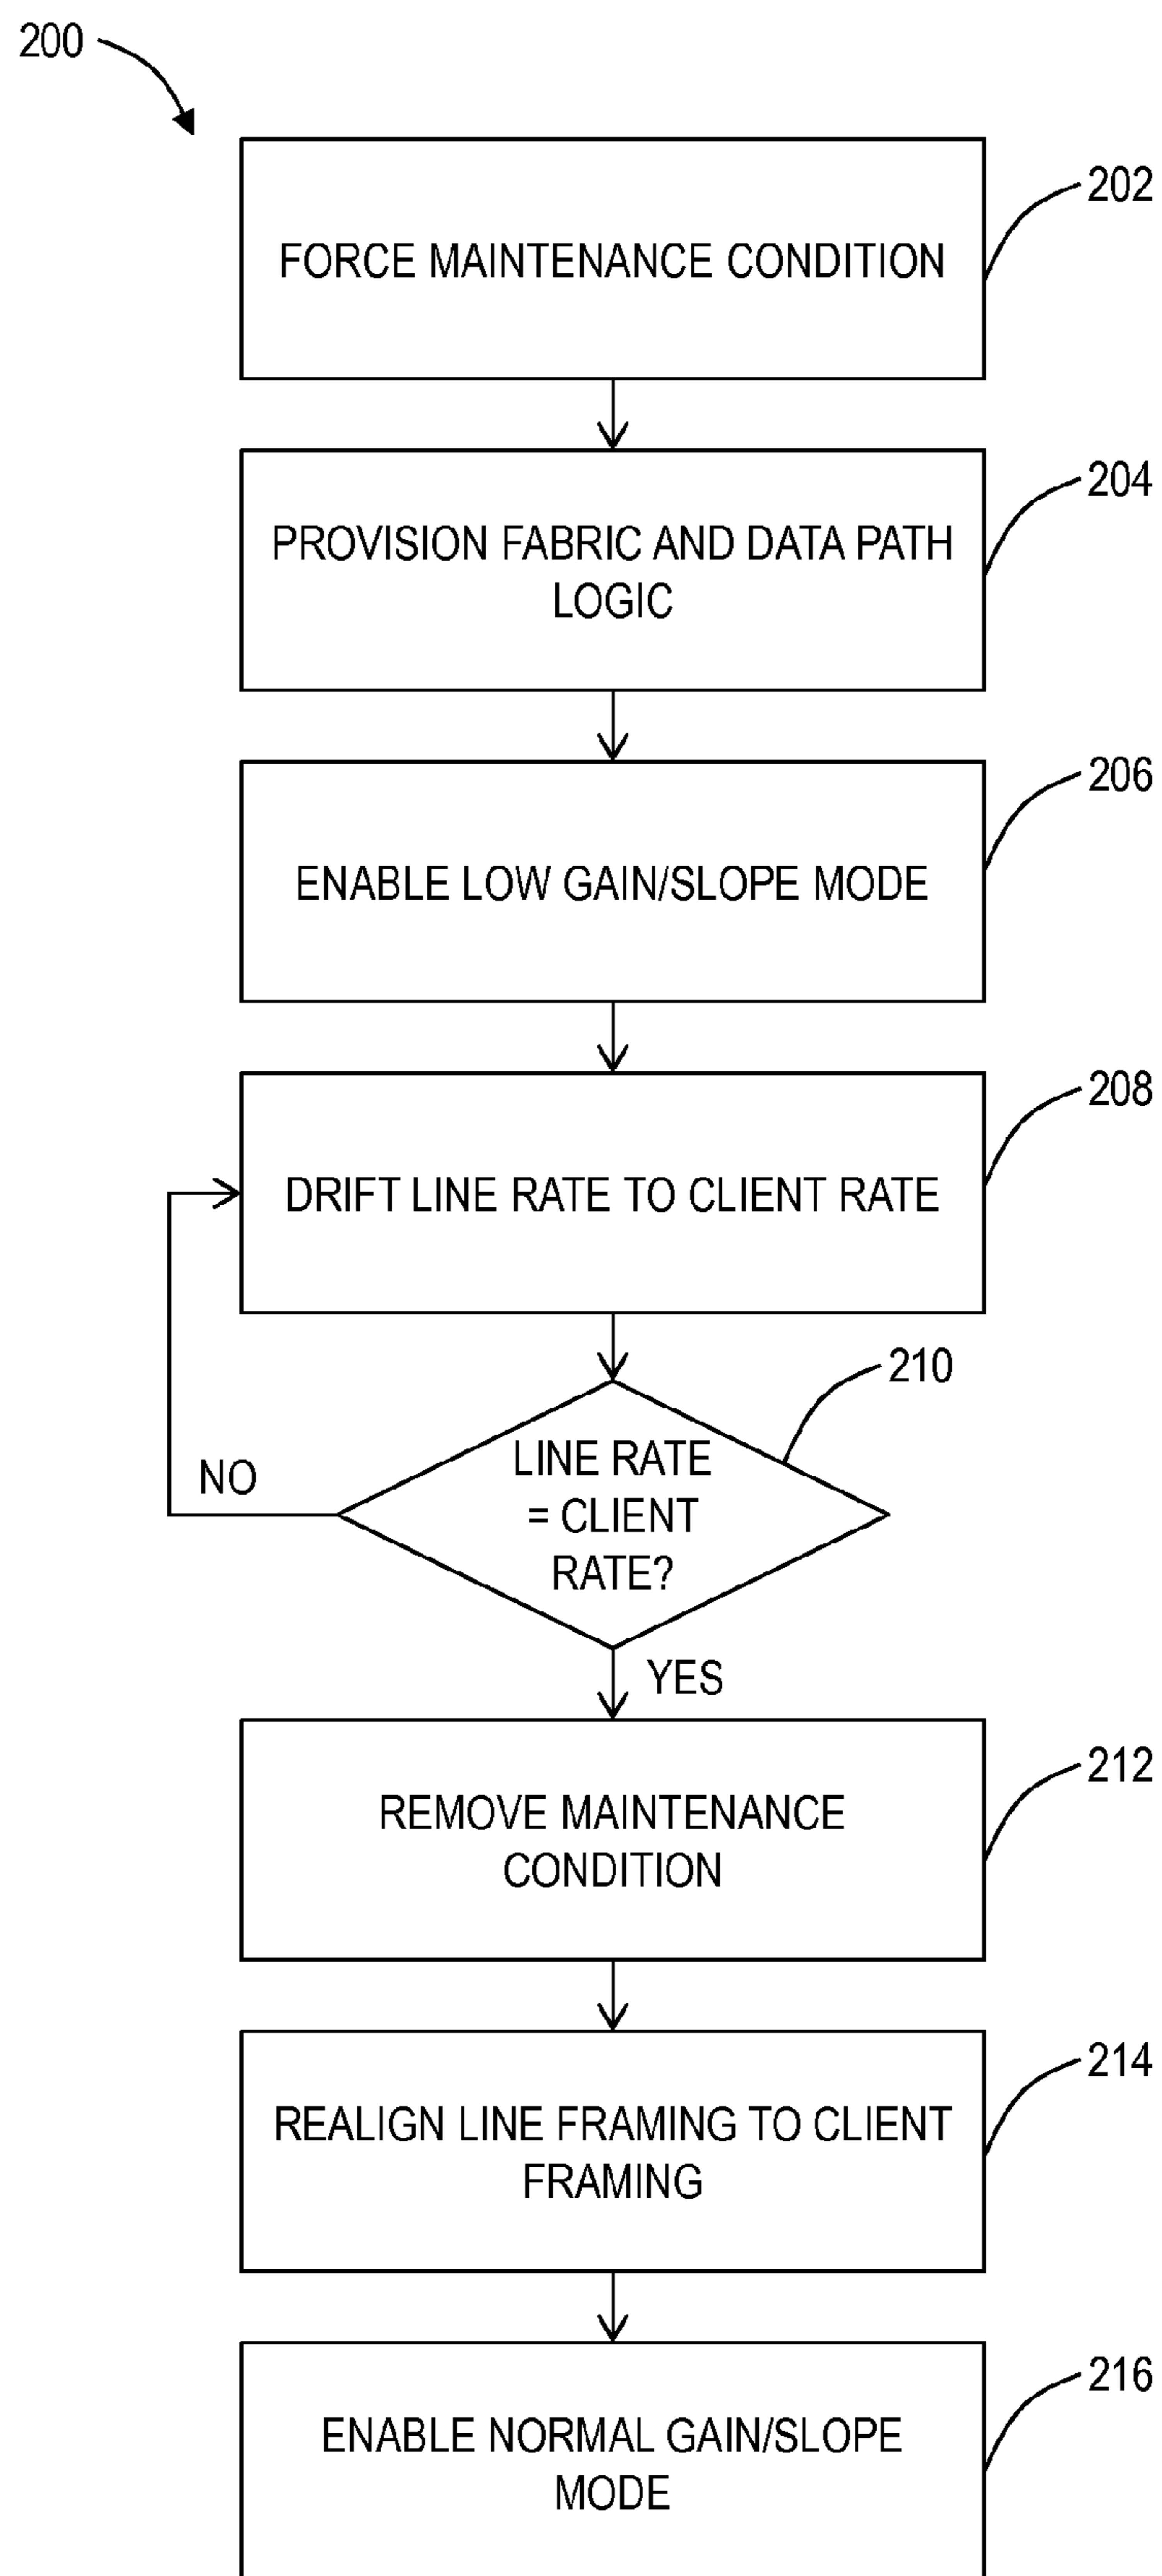 200
FORCE MAINTENANCE CONDITION
202
PROVISION FABRIC AND DATA PATH
LOGIC
204
ENABLE LOW GAIN/SLOPE MODE
206
DRIFT LINE RATE TO CLIENT RATE
208
LINE RATE
= CLIENT
RATE?
210
NO
YES
REMOVE MAINTENANCE
CONDITION
212
REALIGN LINE FRAMING TO CLIENT
FRAMING
214
ENABLE NORMAL GAIN/SLOPE
MODE
216